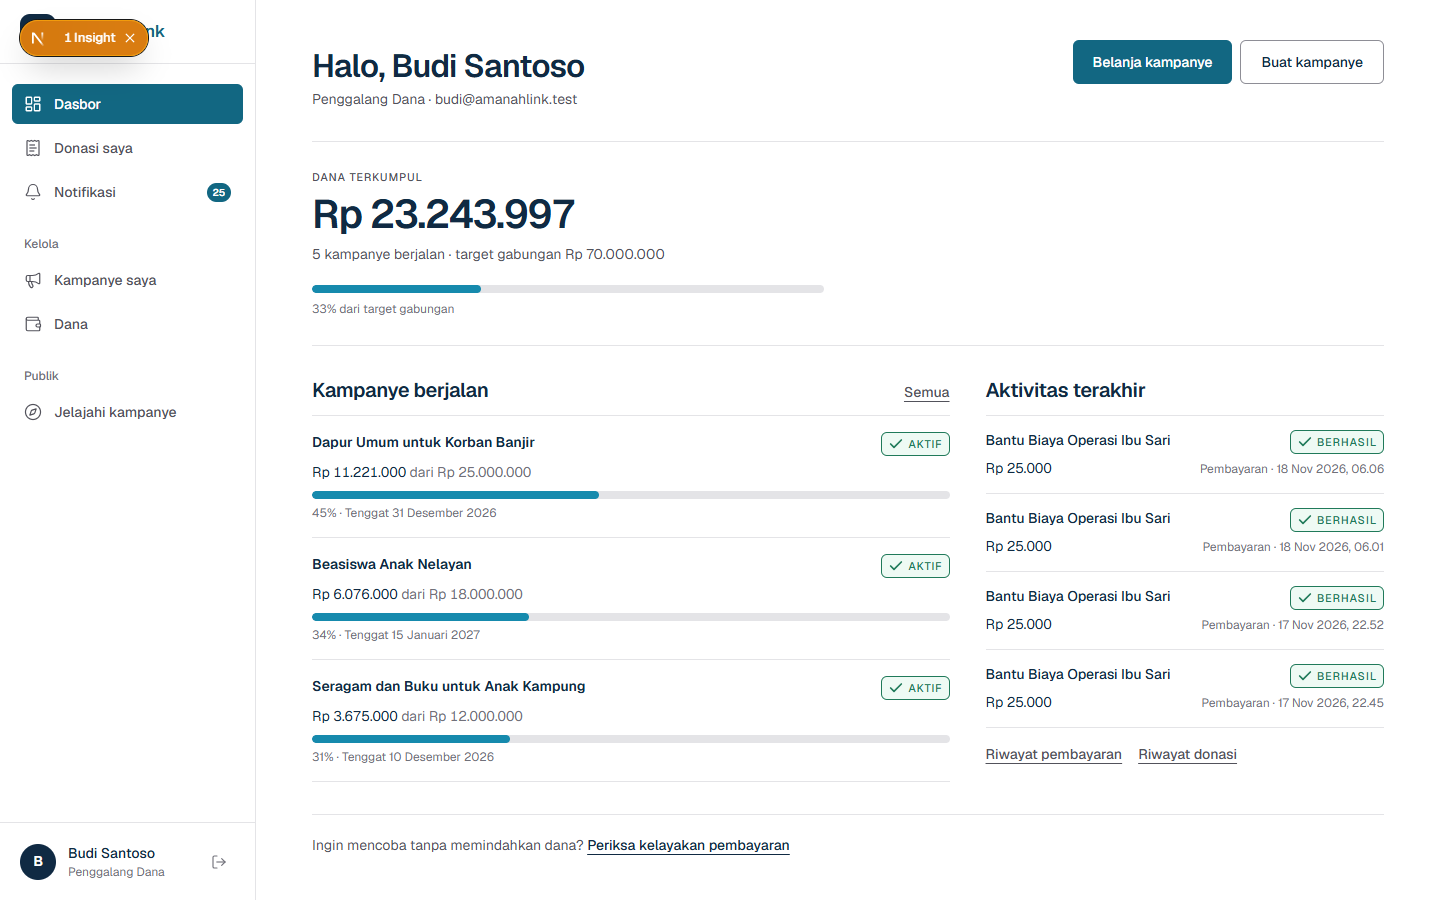 1 Insight
nk
Dasbor
Donasi saya
Notifikasi 25
Kelola
Kampanye saya
Dana
Publik
Jelajahi kampanye
B
Budi Santoso
Penggalang Dana
Halo, Budi Santoso
Penggalang Dana · budi@amanahlink.test
Belanja kampanye
Buat kampanye
DANA TERKUMPUL
Rp 23.243.997
5 kampanye berjalan · target gabungan Rp 70.000.000
33% dari target gabungan
Kampanye berjalan
Semua
Dapur Umum untuk Korban Banjir
AKTIF
Rp 11.221.000 dari Rp 25.000.000
45% · Tenggat 31 Desember 2026
Beasiswa Anak Nelayan
AKTIF
Rp 6.076.000 dari Rp 18.000.000
34% · Tenggat 15 Januari 2027
Seragam dan Buku untuk Anak Kampung
AKTIF
Rp 3.675.000 dari Rp 12.000.000
31% · Tenggat 10 Desember 2026
Aktivitas terakhir
Bantu Biaya Operasi Ibu Sari
BERHASIL
Rp 25.000
Pembayaran · 18 Nov 2026, 06.06
Bantu Biaya Operasi Ibu Sari
BERHASIL
Rp 25.000
Pembayaran · 18 Nov 2026, 06.01
Bantu Biaya Operasi Ibu Sari
BERHASIL
Rp 25.000
Pembayaran · 17 Nov 2026, 22.52
Bantu Biaya Operasi Ibu Sari
BERHASIL
Rp 25.000
Pembayaran · 17 Nov 2026, 22.45
Riwayat pembayaran
Riwayat donasi
Ingin mencoba tanpa memindahkan dana? Periksa kelayakan pembayaran